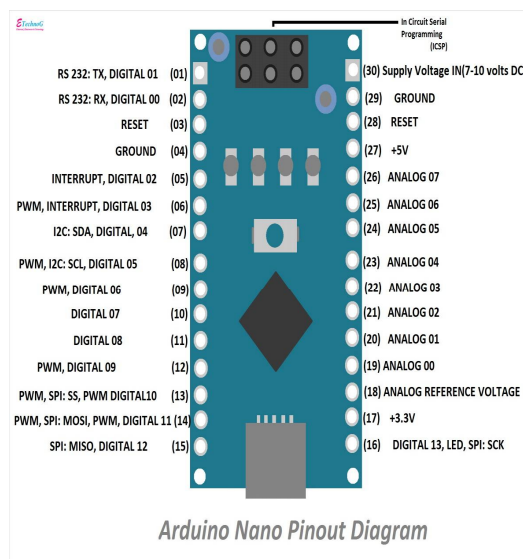 ETechnoG
In Circuit Serial
Programming
(ICSP)
RS 232: TX, DIGITAL 01 (01)
RS 232: RX, DIGITAL 00 (02)
RESET (03)
GROUND (04)
INTERRUPT, DIGITAL 02 (05)
PWM, INTERRUPT, DIGITAL 03 (06)
I2C: SDA, DIGITAL, 04 (07)
PWM, I2C: SCL, DIGITAL 05 (08)
PWM, DIGITAL 06 (09)
DIGITAL 07 (10)
DIGITAL 08 (11)
PWM, DIGITAL 09 (12)
PWM, SPI: SS, PWM DIGITAL10 (13)
PWM, SPI: MOSI, PWM, DIGITAL 11 (14)
SPI: MISO, DIGITAL 12 (15)
(30) Supply Voltage IN(7-10 volts DC
(29) GROUND
(28) RESET
(27) +5V
(26) ANALOG 07
(25) ANALOG 06
(24) ANALOG 05
(23) ANALOG 04
(22) ANALOG 03
(21) ANALOG 02
(20) ANALOG 01
(19) ANALOG 00
(18) ANALOG REFERENCE VOLTAGE
(17) +3.3V
(16) DIGITAL 13, LED, SPI: SCK
Arduino Nano Pinout Diagram